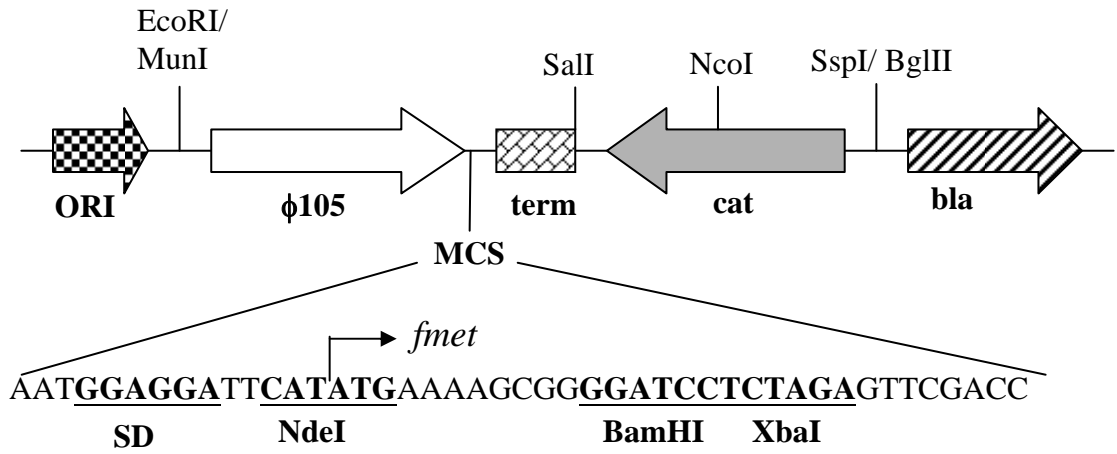 EcoRI/
MunI
SalI
NcoI
SspI/ BglII
ORI
ϕ105
term
cat
bla
MCS
fmet
AATGGAGGATTCATATGAAAAGCGGGGATCCTCTAGAGTTCGACC
SD
NdeI
BamHI
XbaI